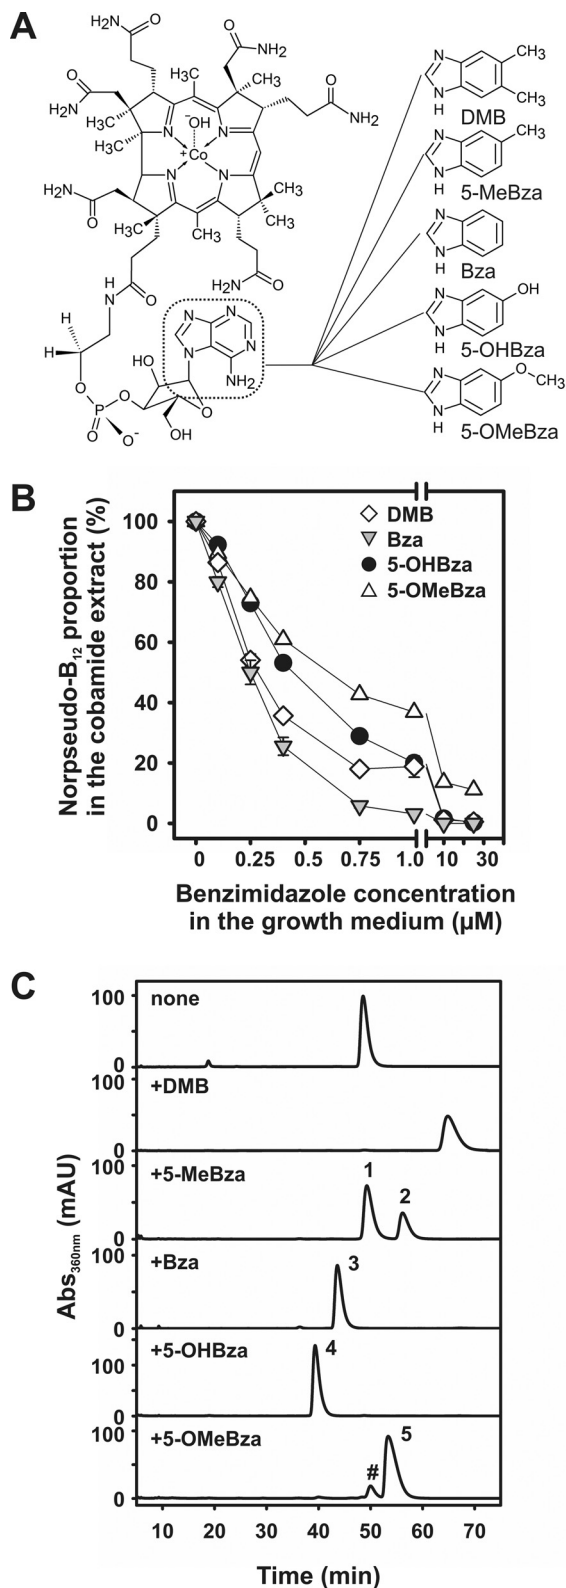 A
H₂N O
O NH₂
H₃C CH₃
O
H₂N
CH₃
O
NH₂
H₃C
⁻OH
N N
H₃C
+
Co
N N
H₂N
O
CH₃
CH₃
H₃C
CH₃
H₂N O
H
N
O
H
H
N N
N N
NH₂
HO
O
O
O
P
O O⁻
OH
N
N
H
CH₃
CH₃
DMB
N
N
H
CH₃
5-MeBza
N
N
H
Bza
N
N
H
OH
5-OHBza
N
N
H
O
CH₃
5-OMeBza
B
Norpseudo-B₁₂ proportion
in the cobamide extract (%)
100
80
60
40
20
0
DMB
Bza
5-OHBza
5-OMeBza
0 0.25 0.5 0.75 1.0 10 30
Benzimidazole concentration
in the growth medium (µM)
C
Abs₃₆₀nm (mAU)
100
none
0
100
+DMB
0
100
+5-MeBza
1
2
0
100
+Bza
3
0
100
+5-OHBza
4
0
100
+5-OMeBza
#
5
0
10 20 30 40 50 60 70
Time (min)